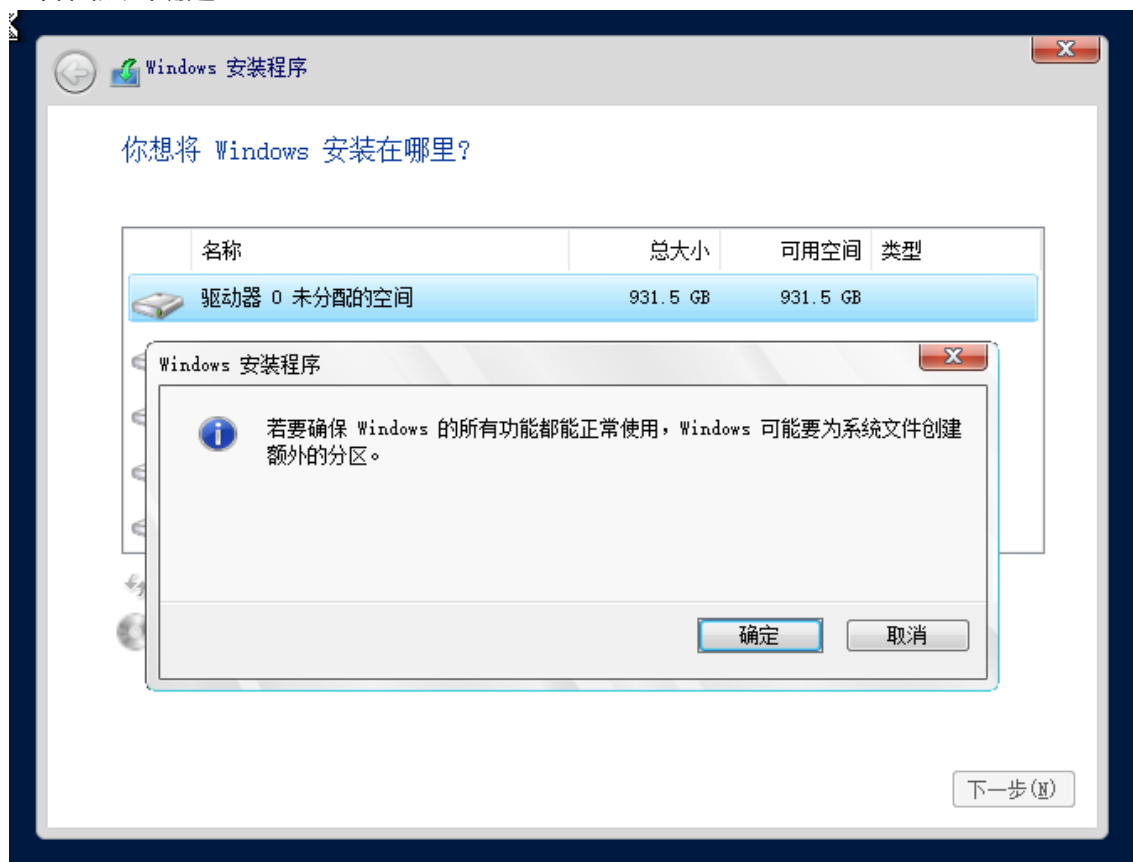 Windows 安装程序
你想将 Windows 安装在哪里?
名称 总大小 可用空间 类型
驱动器 0 未分配的空间 931.5 GB 931.5 GB
Windows 安装程序
若要确保 Windows 的所有功能都能正常使用，Windows 可能要为系统文件创建
额外的分区。
确定 取消
下一步(N)